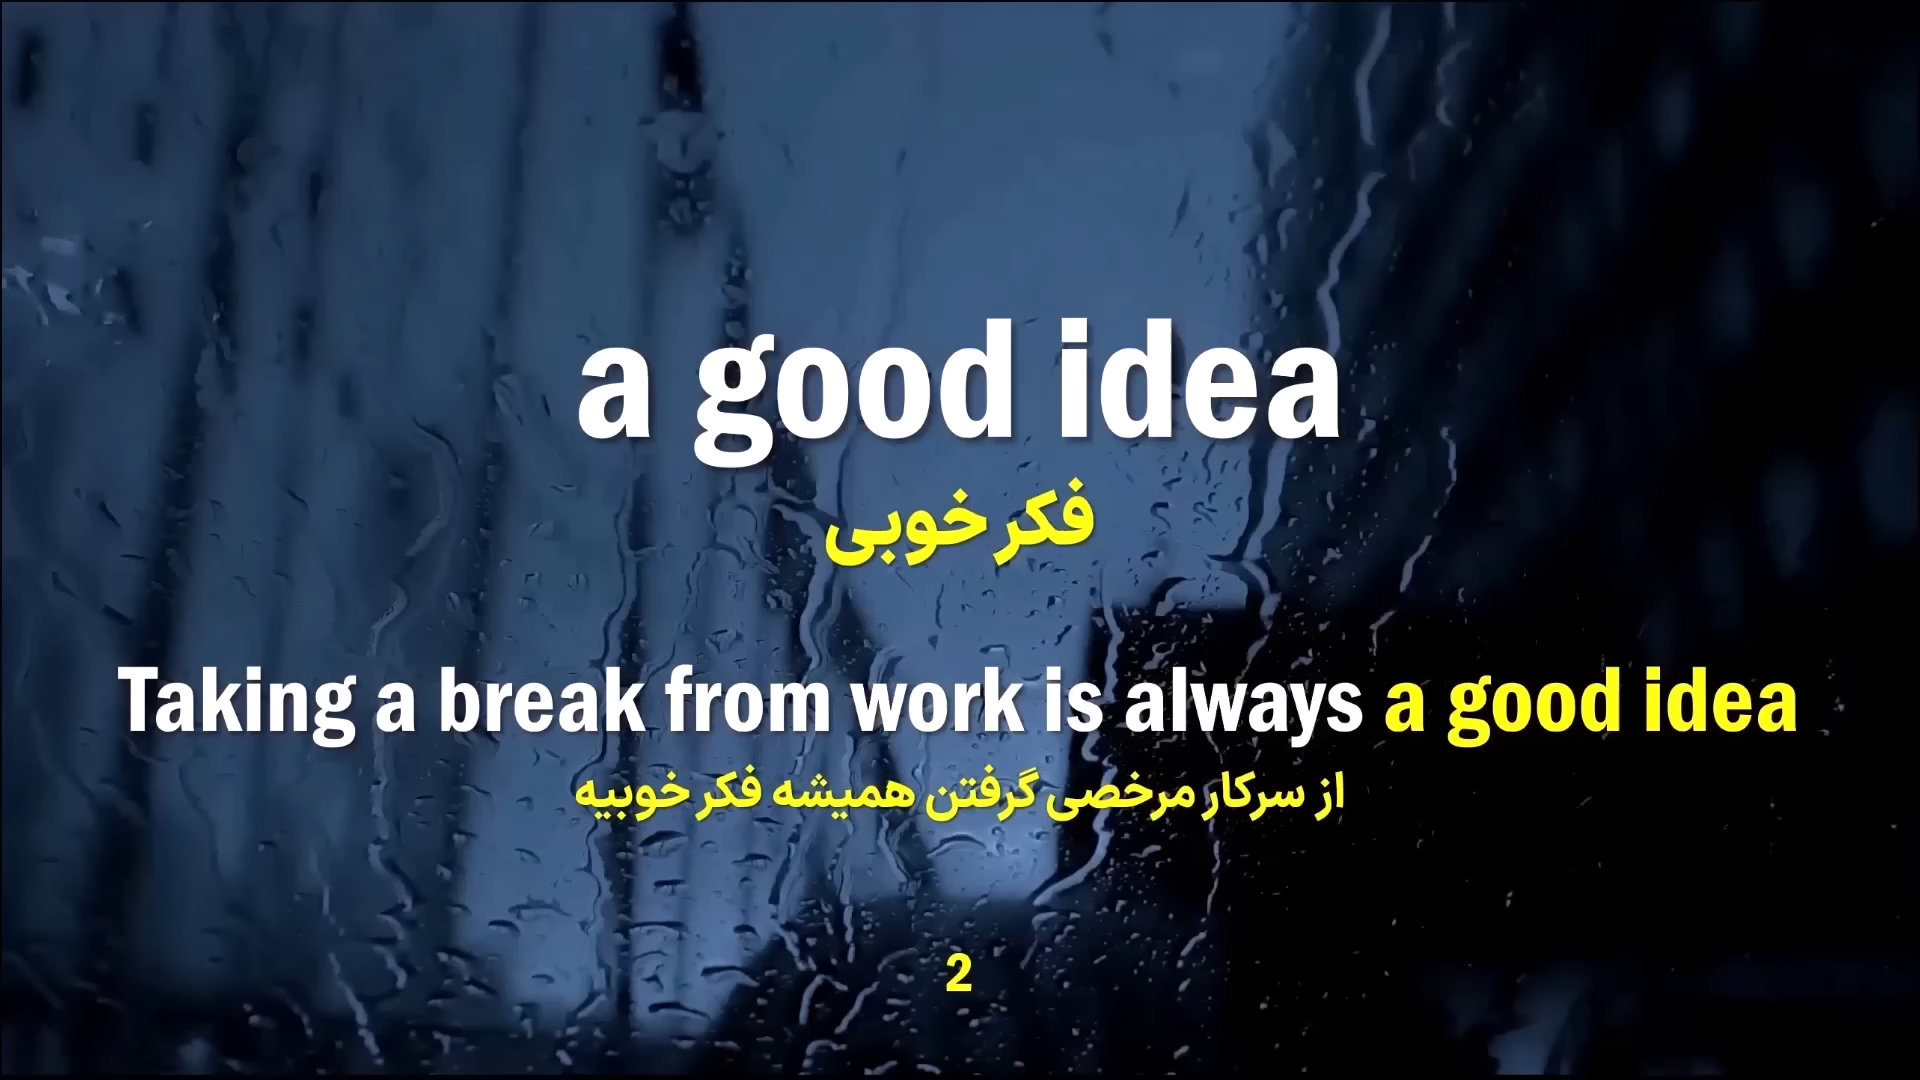 a good idea
فکر خوبی
Taking a break from work is always a good idea
از سرکار مرخصی گرفتن همیشه فکر خوبیه
2